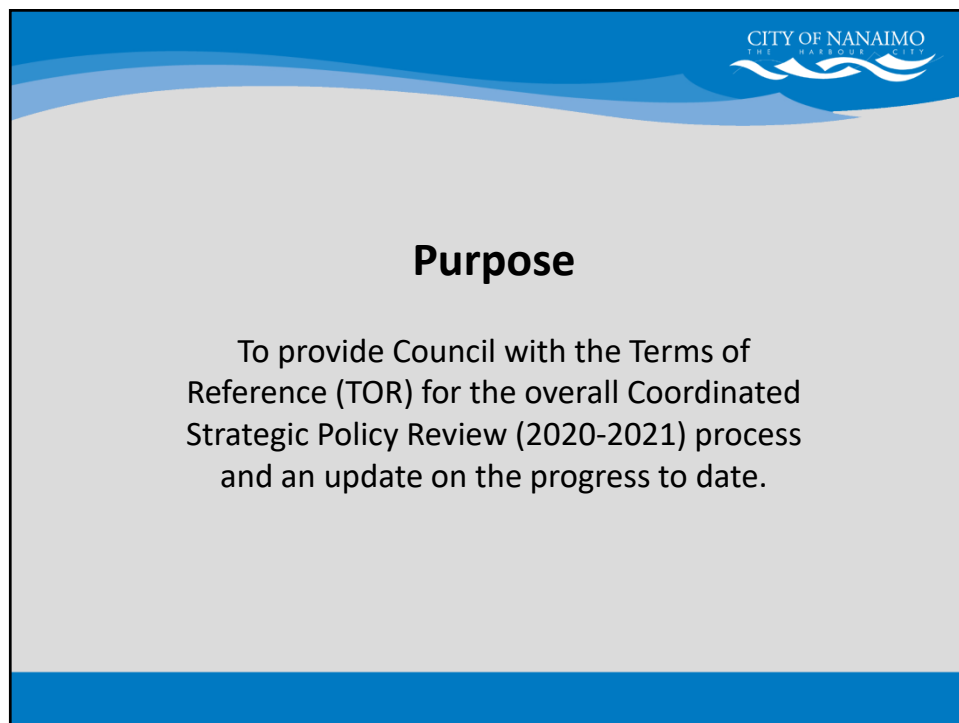 CITY OF NANAIMO
THE HARBOUR CITY
Purpose
To provide Council with the Terms of
Reference (TOR) for the overall Coordinated
Strategic Policy Review (2020-2021) process
and an update on the progress to date.